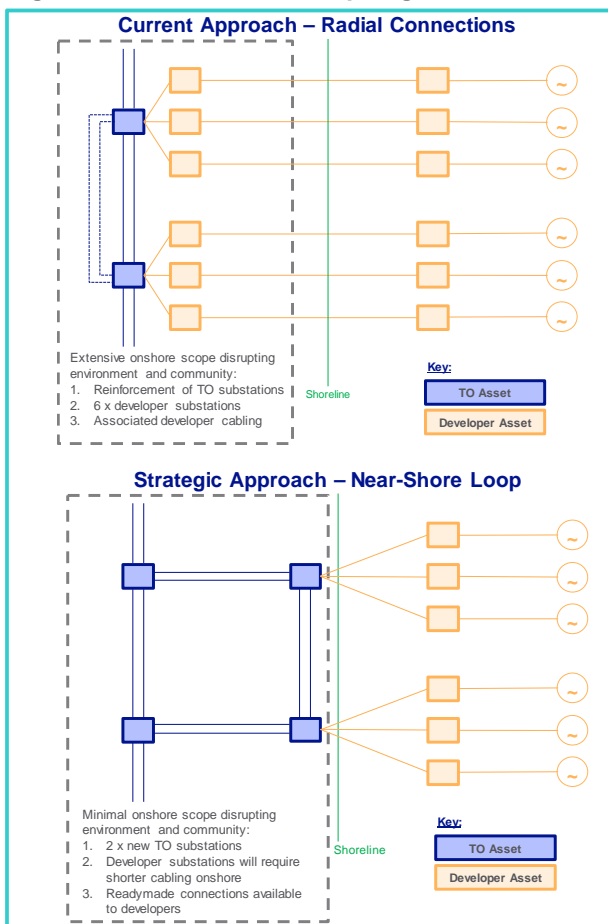 Current Approach – Radial Connections
~
~
~
~
~
~
Extensive onshore scope disrupting
environment and community:
1. Reinforcement of TO substations
2. 6 x developer substations
3. Associated developer cabling
Shoreline
Key:
TO Asset
Developer Asset
Strategic Approach – Near-Shore Loop
~
~
~
~
~
~
Minimal onshore scope disrupting
environment and community:
1. 2 x new TO substations
2. Developer substations will require
shorter cabling onshore
3. Readymade connections available
to developers
Shoreline
Key:
TO Asset
Developer Asset